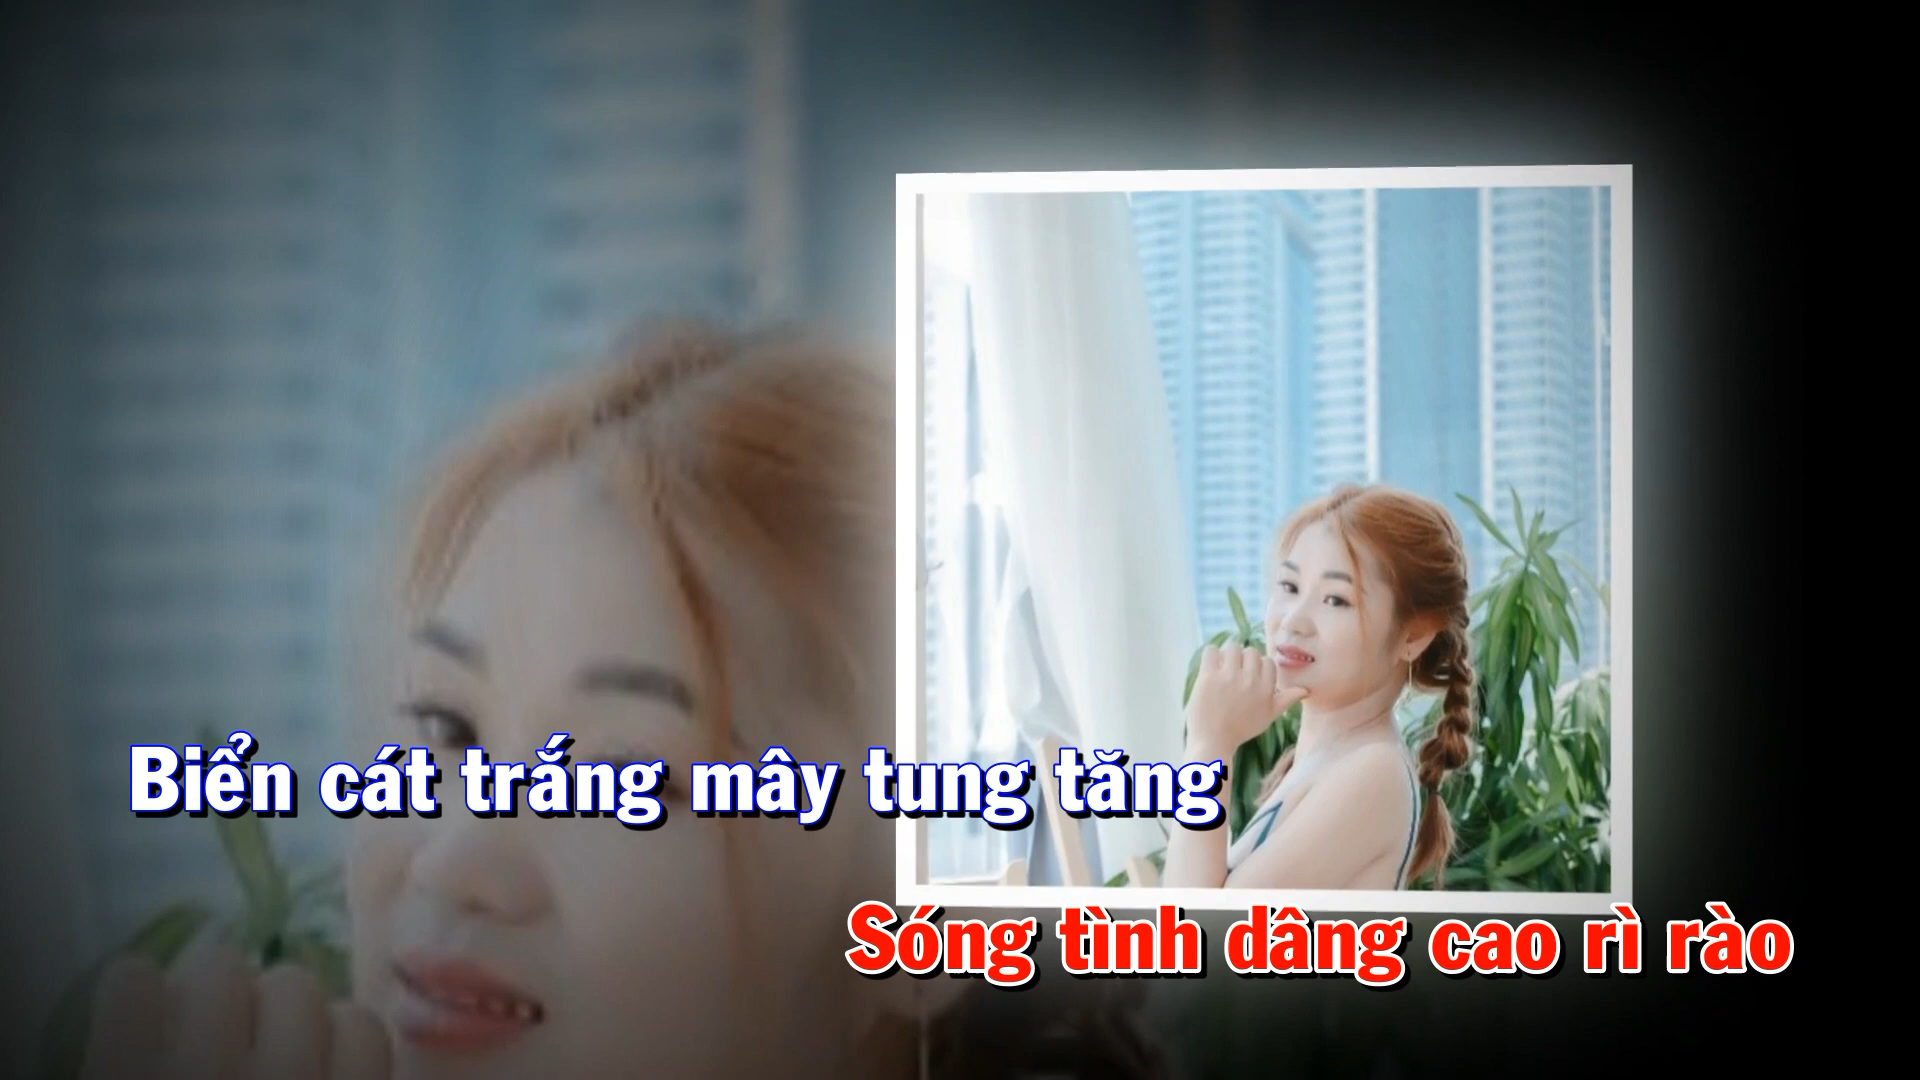 Biển cát trắng mây tung tăng
Sóng tình dâng cao rì rào